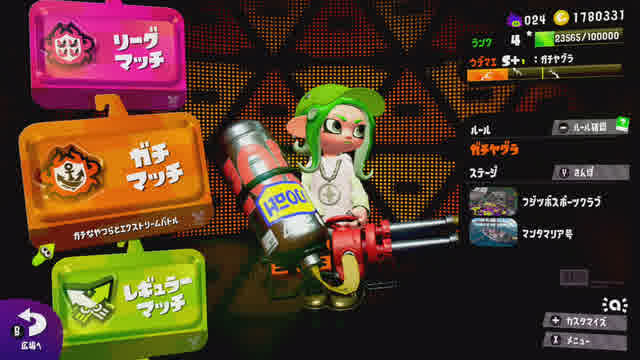 リーグ
マッチ
ガチ
マッチ
ガチなヤツらとエクストリームバトル
レギュラー
マッチ
B
広場へ
024
1780331
ランク 4★ 23565/100000
ウデマエ S+1 : ガチヤグラ
ルール
− ルール確認
ガチヤグラ
ステージ
Y さんぽ
フジツボスポーツクラブ
マンタマリア号
+ カスタマイズ
X メニュー